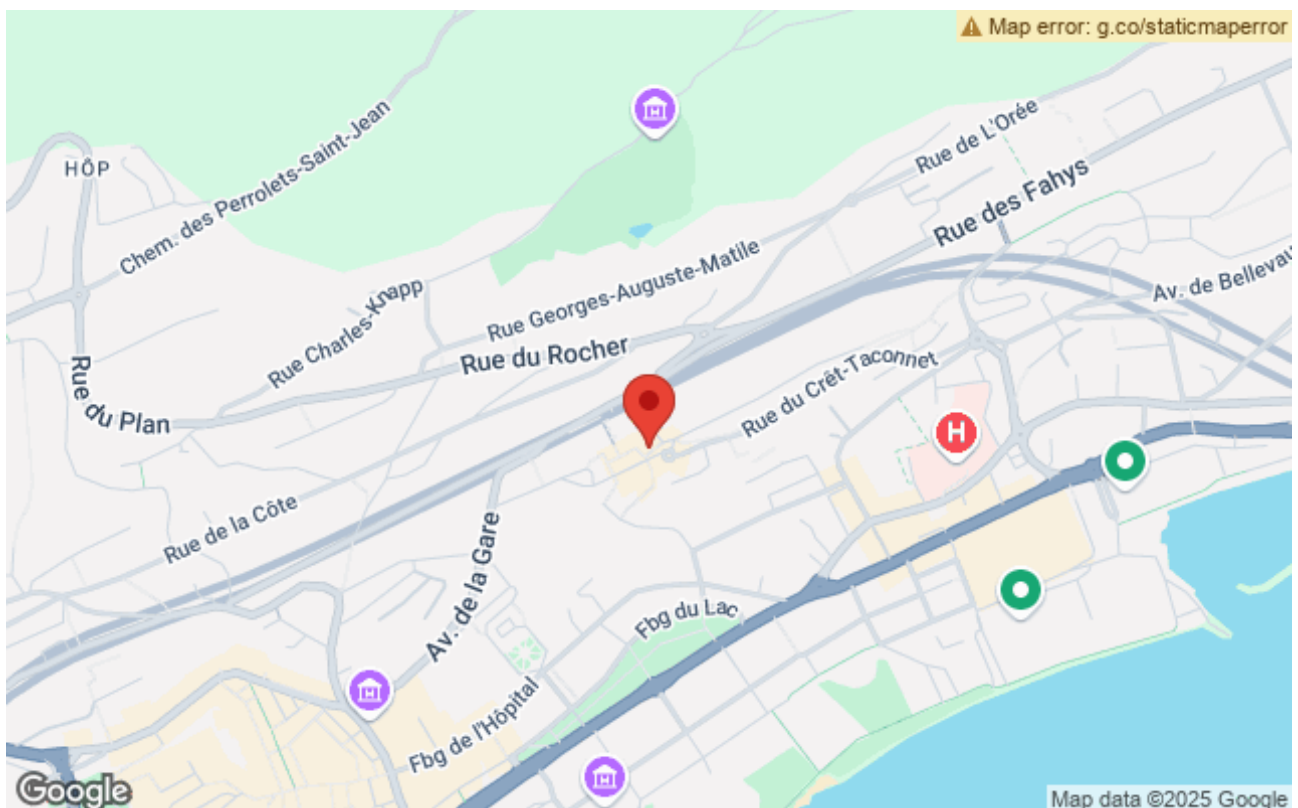 Map error: g.co/staticmaperror
HÔP
Chem. des Perrolets-Saint-Jean
Rue de L'Orée
Rue des Fahys
Rue Georges-Auguste-Matile
Av. de Bellevau
Rue Charles-Knapp
Rue du Rocher
Rue du Plan
Rue du Crêt-Taconnet
H
Rue de la Côte
Av. de la Gare
Fbg du Lac
Fbg de l'Hôpital
Google
Map data ©2025 Google